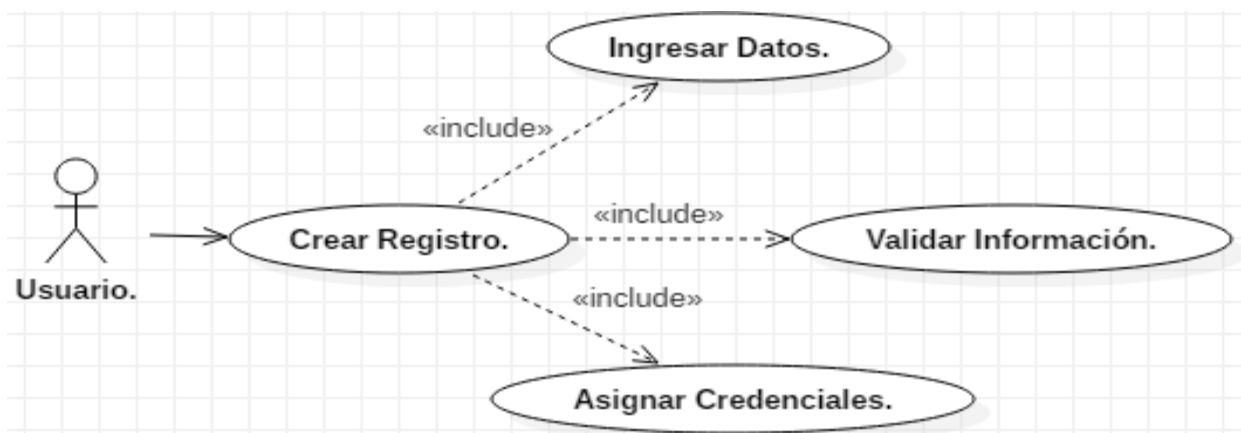 Ingresar Datos.
«include»
«include»
Crear Registro.
Validar Información.
Usuario.
«include»
Asignar Credenciales.